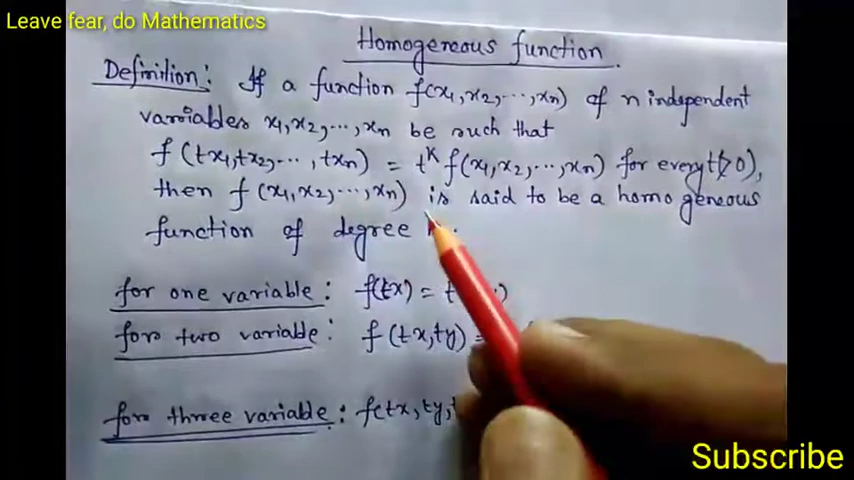 Leave fear, do Mathematics
Homogeneous function.
Definition: If a function f(x₁,x₂,...,xₙ) of n independent
variables x₁,x₂,...,xₙ be such that
f(tx₁,tx₂,...,txₙ) = tᴷ f(x₁,x₂,...,xₙ) for every t(>0),
then f(x₁,x₂,...,xₙ) is said to be a homogeneous
function of degree
for one variable: f(tx) = t
for two variable: f(tx,ty) =
for three variable: f(tx,ty,
Subscribe